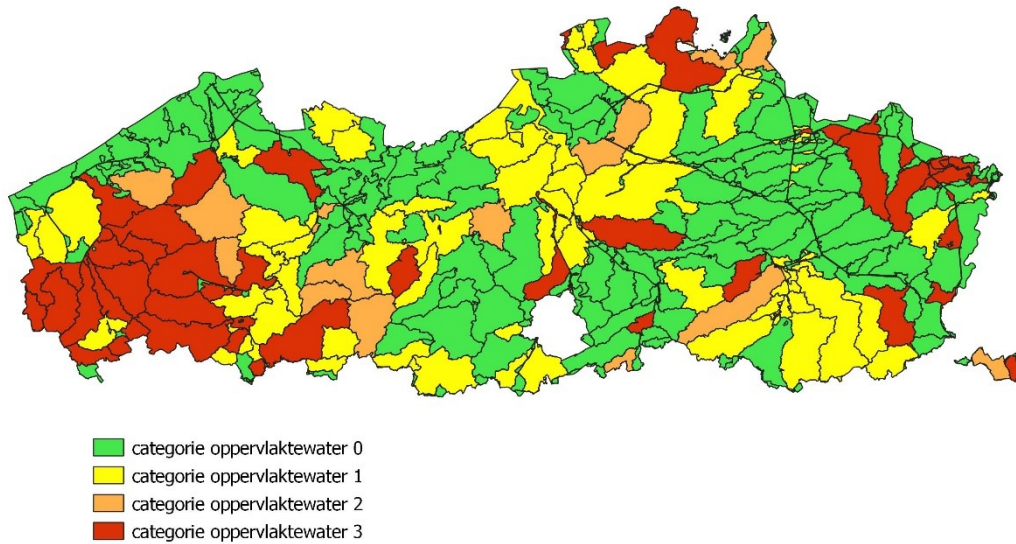 categorie oppervlaktewater 0
categorie oppervlaktewater 1
categorie oppervlaktewater 2
categorie oppervlaktewater 3